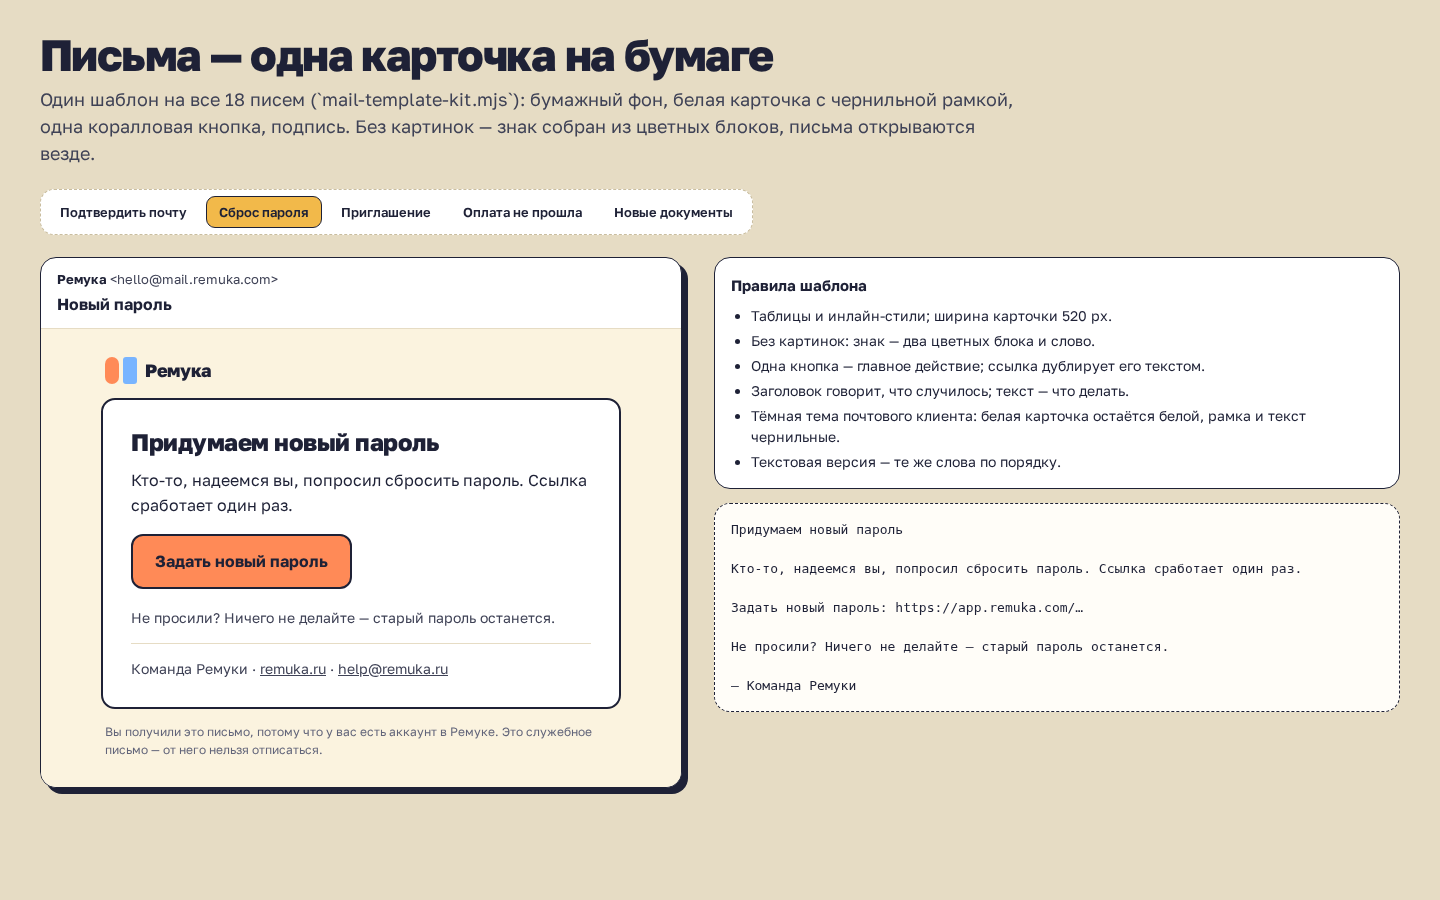 Письма — одна карточка на бумаге
Один шаблон на все 18 писем (`mail-template-kit.mjs`): бумажный фон, белая карточка с чернильной рамкой,
одна коралловая кнопка, подпись. Без картинок — знак собран из цветных блоков, письма открываются
везде.
Подтвердить почту Сброс пароля Приглашение Оплата не прошла Новые документы
Ремука <hello@mail.remuka.com>
Новый пароль
Ремука
Придумаем новый пароль
Кто-то, надеемся вы, попросил сбросить пароль. Ссылка
сработает один раз.
Задать новый пароль
Не просили? Ничего не делайте — старый пароль останется.
Команда Ремуки · remuka.ru · help@remuka.ru
Вы получили это письмо, потому что у вас есть аккаунт в Ремуке. Это служебное
письмо — от него нельзя отписаться.
Правила шаблона
• Таблицы и инлайн-стили; ширина карточки 520 px.
• Без картинок: знак — два цветных блока и слово.
• Одна кнопка — главное действие; ссылка дублирует его текстом.
• Заголовок говорит, что случилось; текст — что делать.
• Тёмная тема почтового клиента: белая карточка остаётся белой, рамка и текст
чернильные.
• Текстовая версия — те же слова по порядку.
Придумаем новый пароль
Кто-то, надеемся вы, попросил сбросить пароль. Ссылка сработает один раз.
Задать новый пароль: https://app.remuka.com/…
Не просили? Ничего не делайте — старый пароль останется.
— Команда Ремуки